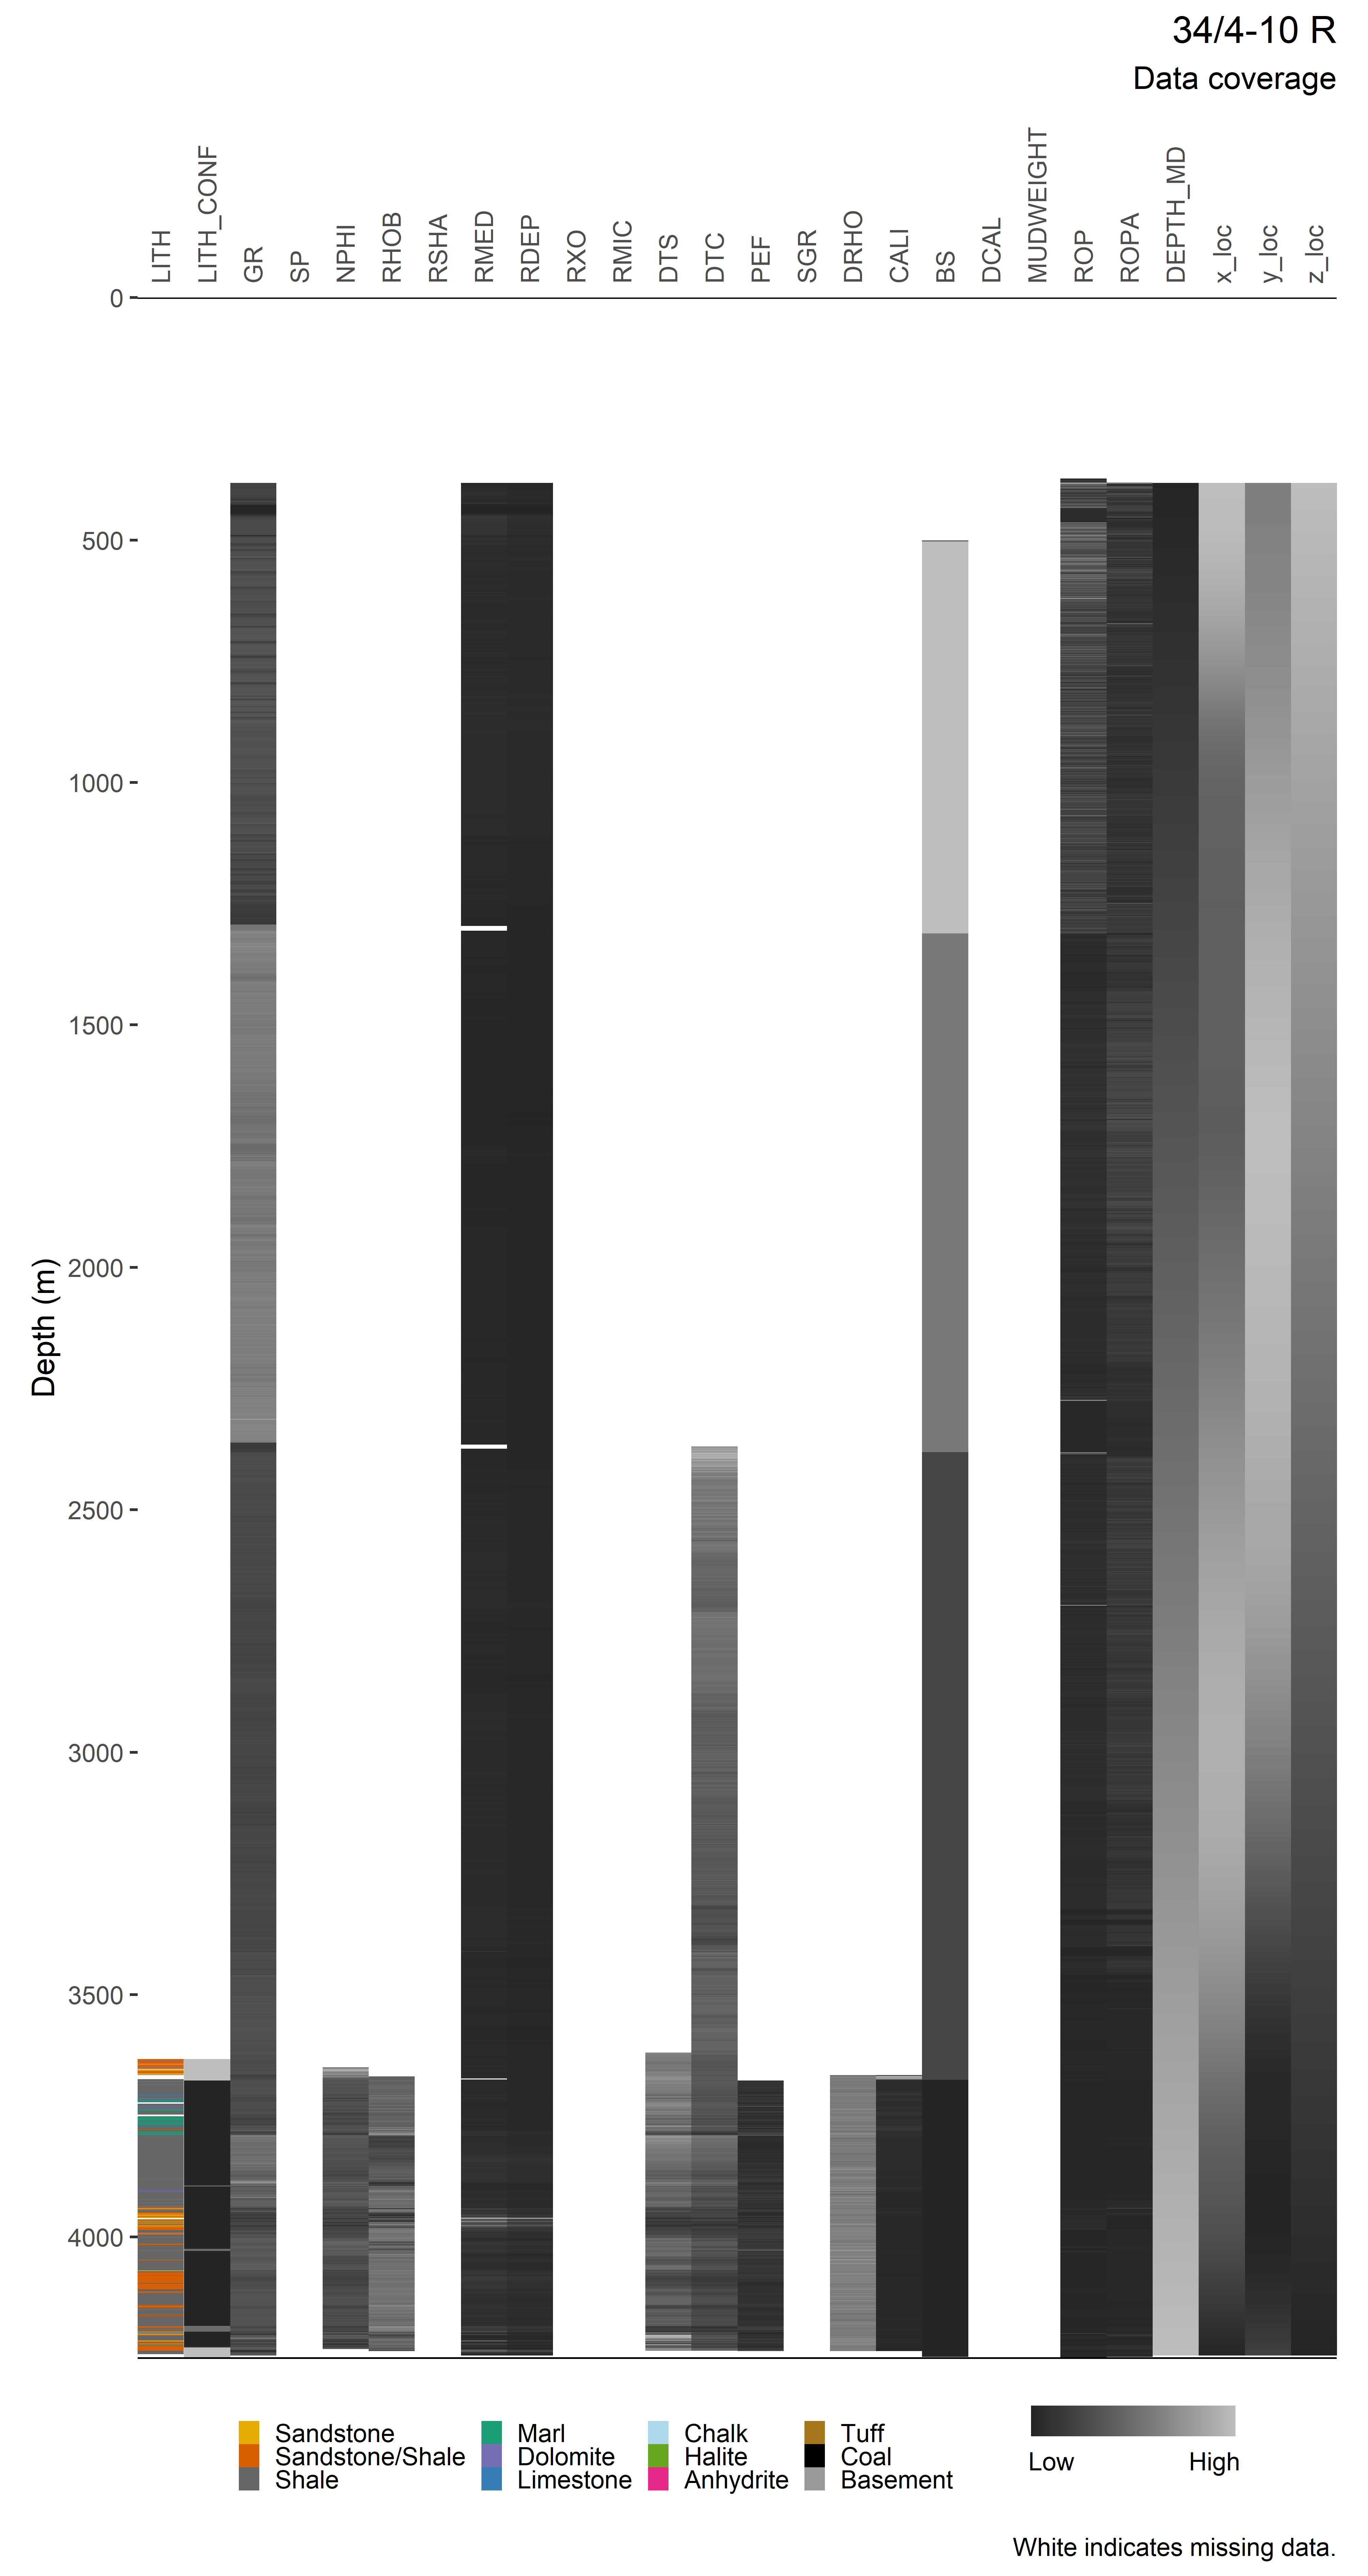 34/4-10 R
Data coverage
LITH
LITH_CONF
GR
SP
NPHI
RHOB
RSHA
RMED
RDEP
RXO
RMIC
DTS
DTC
PEF
SGR
DRHO
CALI
BS
DCAL
MUDWEIGHT
ROP
ROPA
DEPTH_MD
x_loc
y_loc
z_loc
0
500
1000
1500
2000
2500
3000
3500
4000
Depth (m)
Sandstone
Sandstone/Shale
Shale
Marl
Dolomite
Limestone
Chalk
Halite
Anhydrite
Tuff
Coal
Basement
Low High
White indicates missing data.